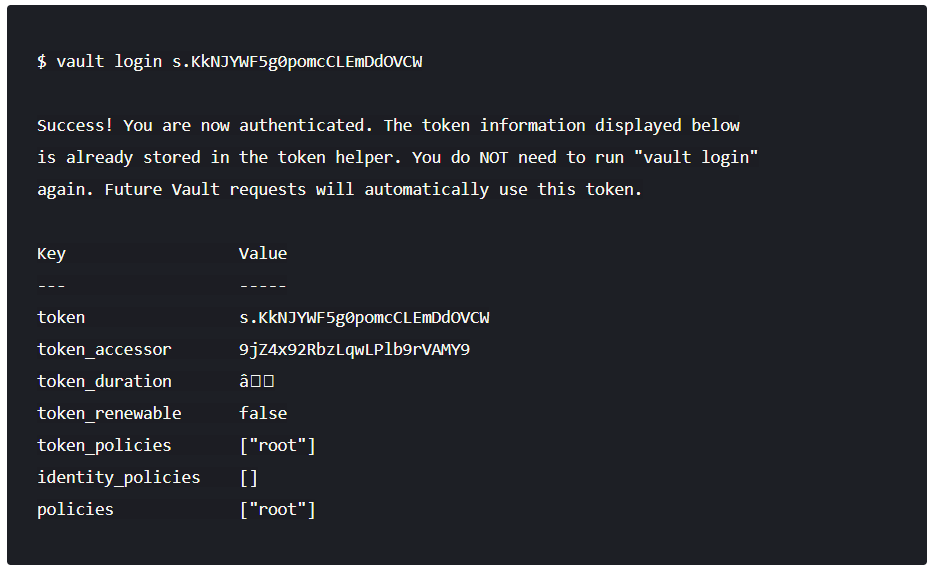 $ vault login s.KkNJYWF5g0pomcCLEmDdOVCW
Success! You are now authenticated. The token information displayed below
is already stored in the token helper. You do NOT need to run "vault login"
again. Future Vault requests will automatically use this token.
Key Value
--- -----
token s.KkNJYWF5g0pomcCLEmDdOVCW
token_accessor 9jZ4x92RbzLqwLPlb9rVAMY9
token_duration â□□
token_renewable false
token_policies ["root"]
identity_policies []
policies ["root"]